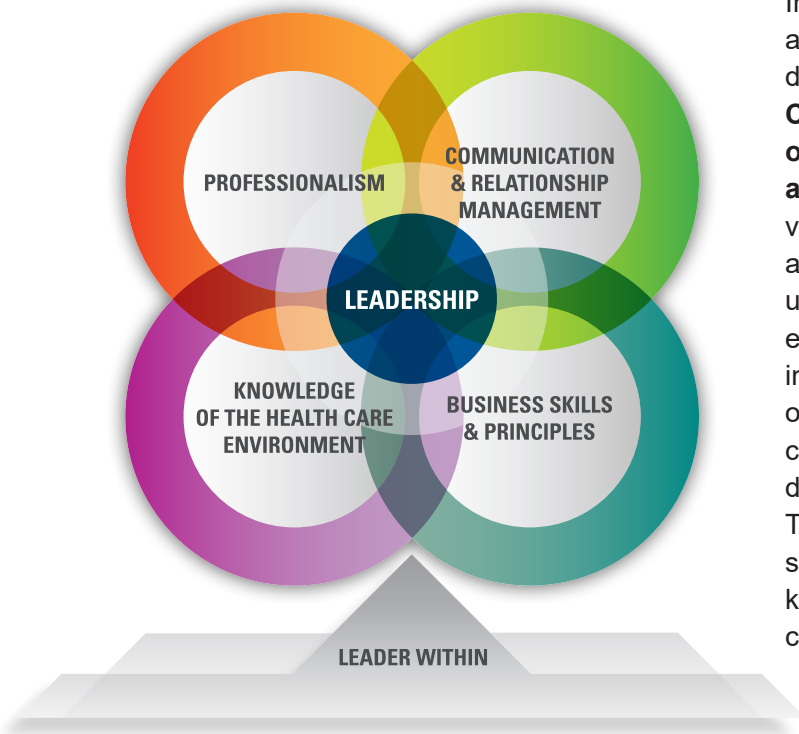 PROFESSIONALISM
COMMUNICATION
& RELATIONSHIP
MANAGEMENT
LEADERSHIP
KNOWLEDGE
OF THE HEALTH CARE
ENVIRONMENT
BUSINESS SKILLS
& PRINCIPLES
LEADER WITHIN